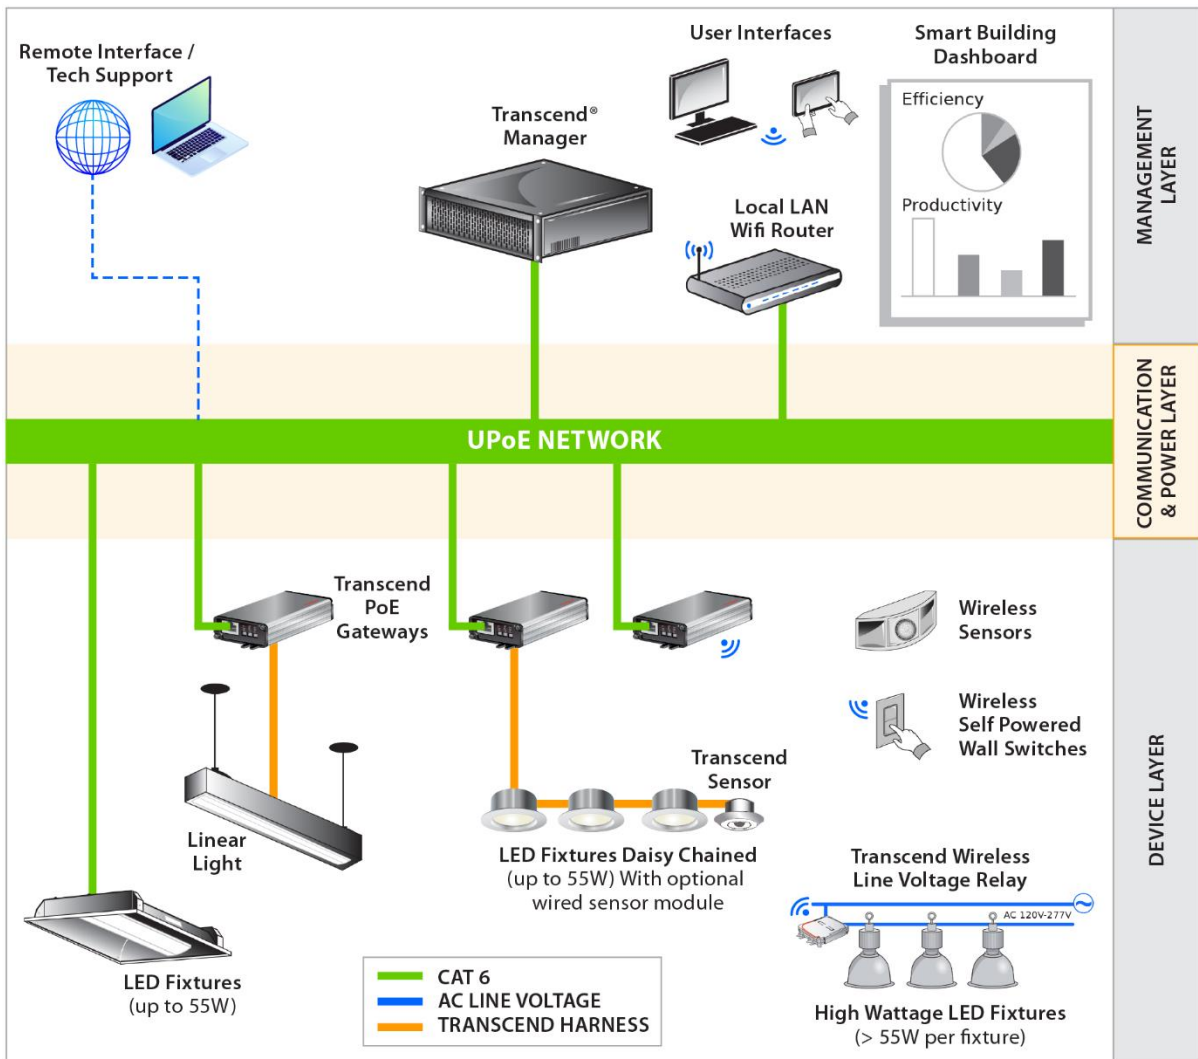 Remote Interface /
Tech Support
Transcend®
Manager
User Interfaces
Local LAN
Wifi Router
Smart Building
Dashboard
Efficiency
Productivity
MANAGEMENT
LAYER
UPoE NETWORK
COMMUNICATION
& POWER LAYER
Transcend
PoE
Gateways
Wireless
Sensors
Wireless
Self Powered
Wall Switches
Linear
Light
Transcend
Sensor
LED Fixtures Daisy Chained
(up to 55W) With optional
wired sensor module
Transcend Wireless
Line Voltage Relay
AC 120V-277V
LED Fixtures
(up to 55W)
High Wattage LED Fixtures
(> 55W per fixture)
DEVICE LAYER
CAT 6
AC LINE VOLTAGE
TRANSCEND HARNESS